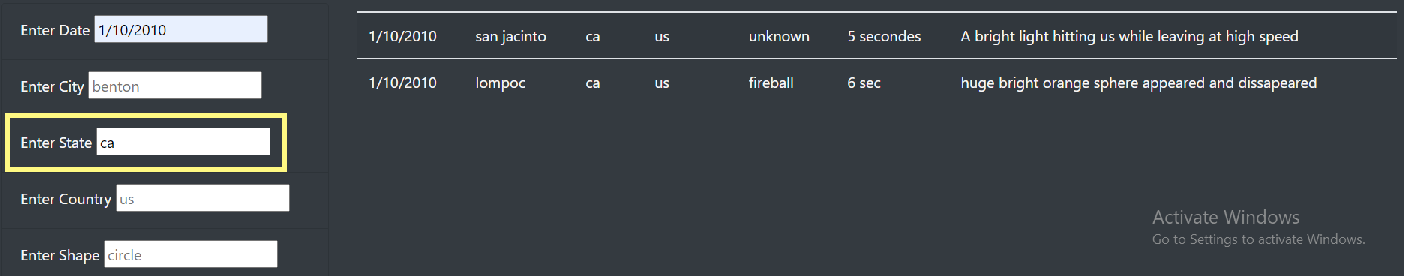 Enter Date 1/10/2010
Enter City benton
Enter State ca
Enter Country us
Enter Shape circle
1/10/2010 san jacinto ca us unknown 5 secondes A bright light hitting us while leaving at high speed
1/10/2010 lompoc ca us fireball 6 sec huge bright orange sphere appeared and dissapeared
Activate Windows
Go to Settings to activate Windows.